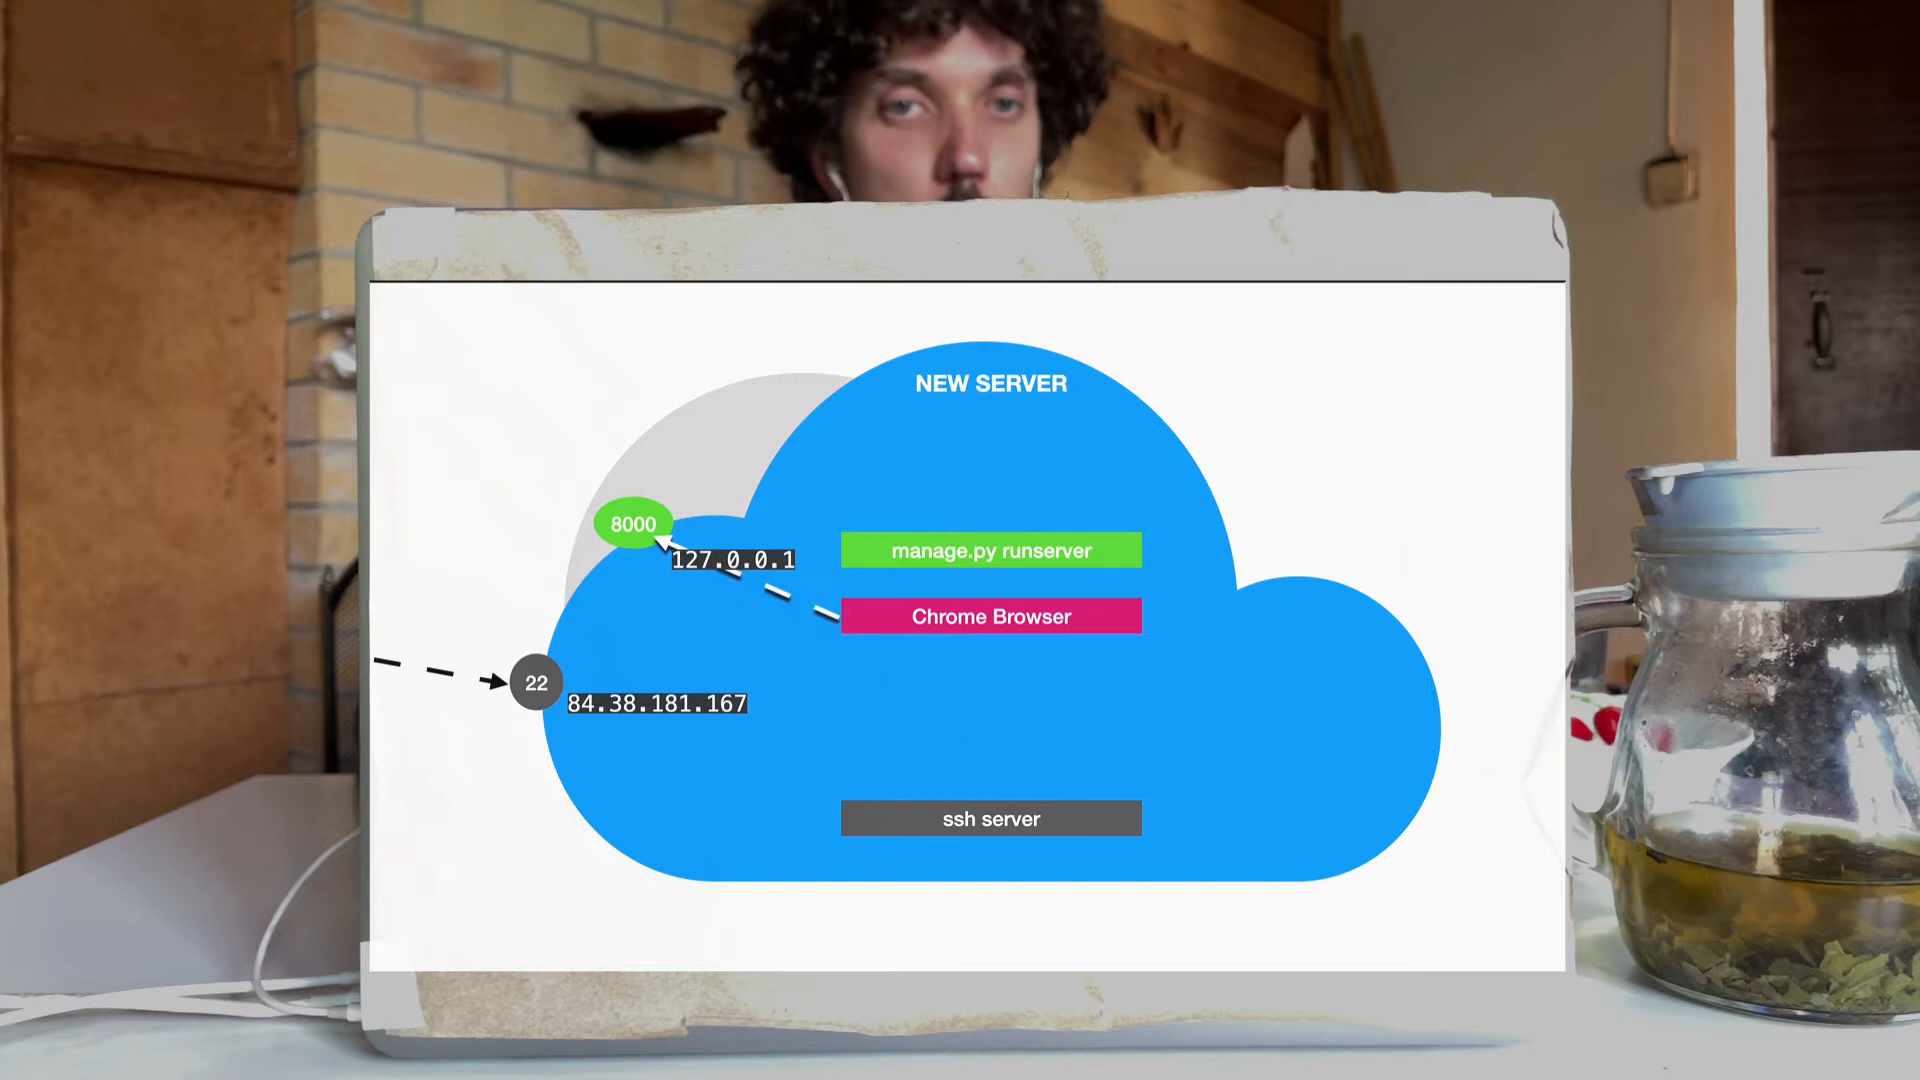 NEW SERVER
8000
127.0.0.1
manage.py runserver
Chrome Browser
22
84.38.181.167
ssh server